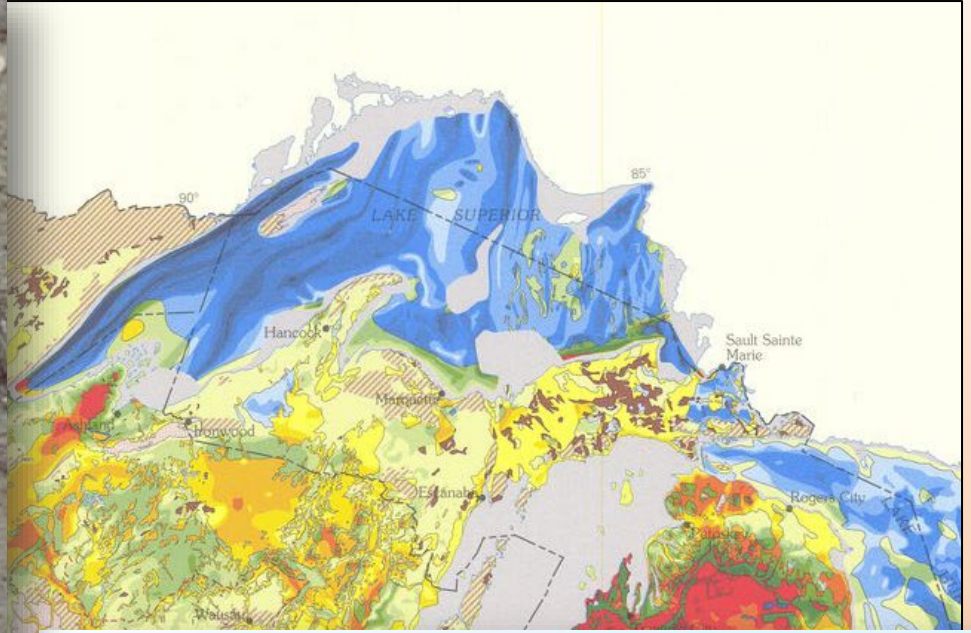 85°
90°
LAKE SUPERIOR
Hancock
Sault Sainte
Marie
Marquette
Ashland
Ironwood
Escanaba
Rogers City
Wausau